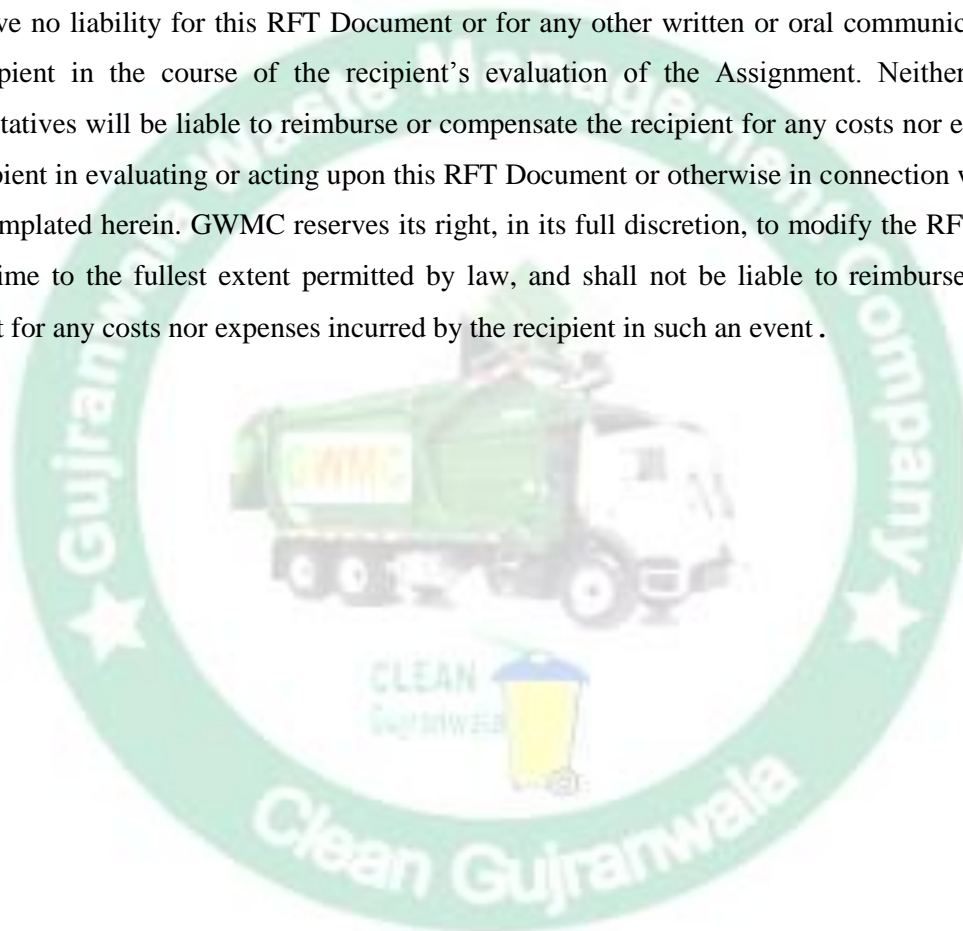 ve no liability for this RFT Document or for any other written or oral communic
pient in the course of the recipient’s evaluation of the Assignment. Neither
tatives will be liable to reimburse or compensate the recipient for any costs nor e
pient in evaluating or acting upon this RFT Document or otherwise in connection
mplated herein. GWMC reserves its right, in its full discretion, to modify the RF
ime to the fullest extent permitted by law, and shall not be liable to reimburse
t for any costs nor expenses incurred by the recipient in such an event.
Gujranwala Waste Management Company
GWMC
CLEAN
Gujranwala
Clean Gujranwala